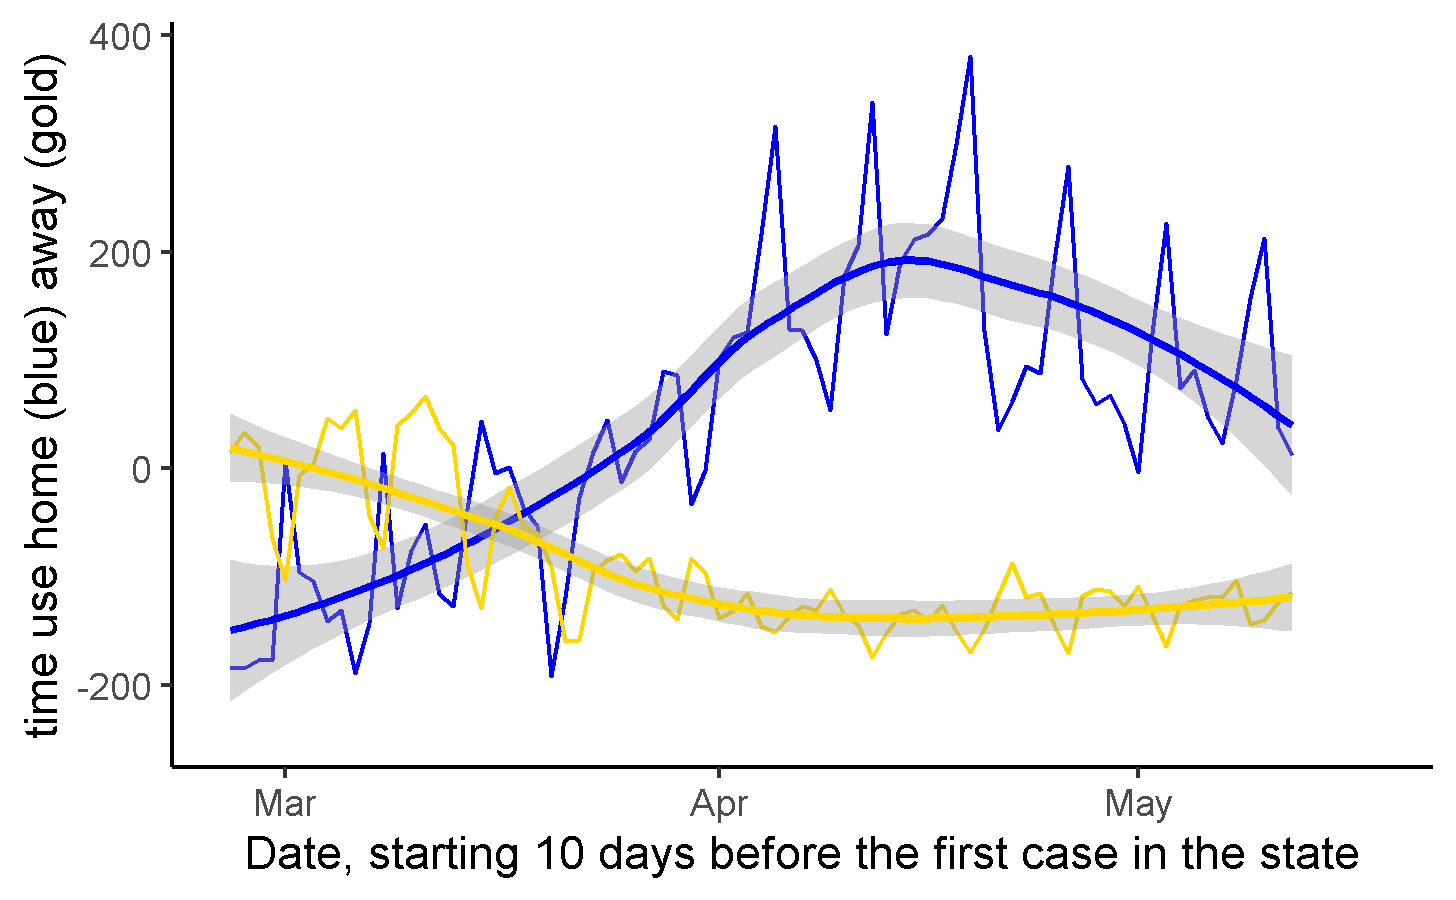 time use home (blue) away (gold)
400
200
0
-200
Mar Apr May
Date, starting 10 days before the first case in the state